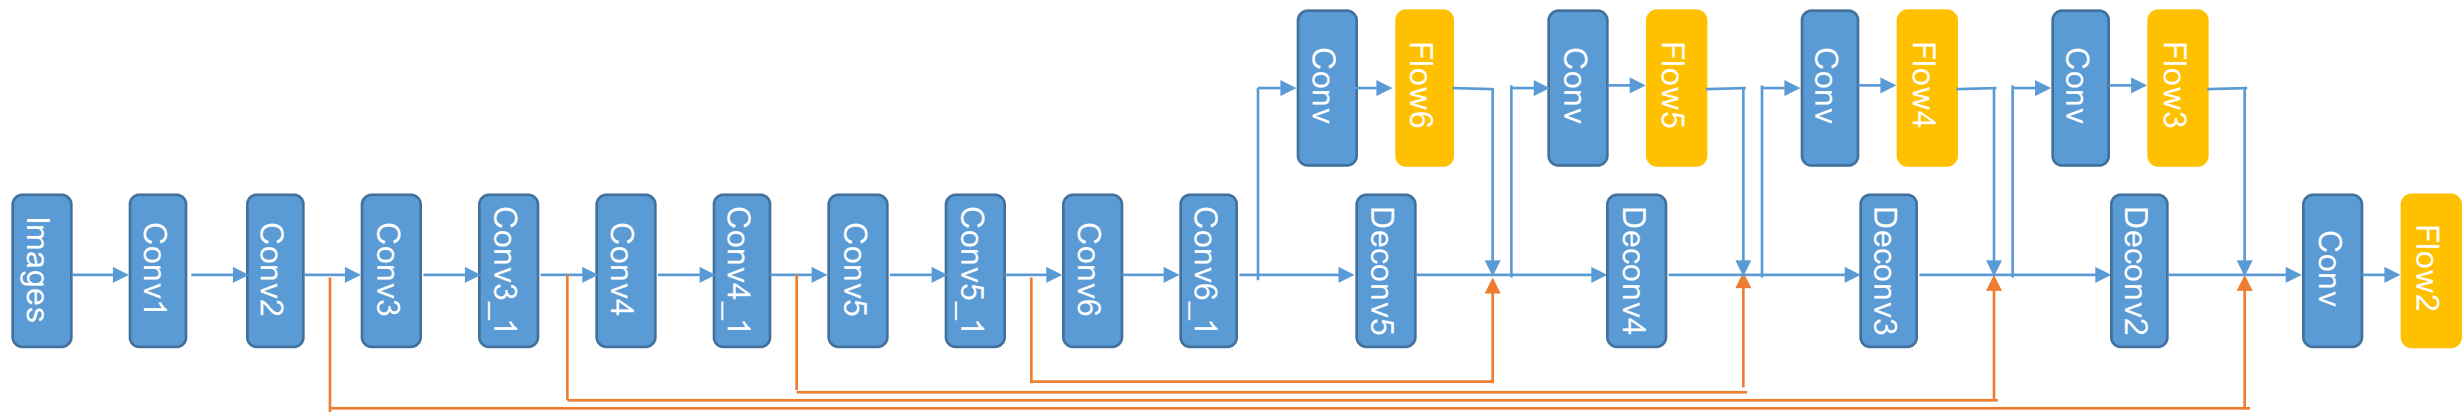 Conv
Flow6
Conv
Flow5
Conv
Flow4
Conv
Flow3
Images
Conv1
Conv2
Conv3
Conv3_1
Conv4
Conv4_1
Conv5
Conv5_1
Conv6
Conv6_1
Deconv5
Deconv4
Deconv3
Deconv2
Conv
Flow2